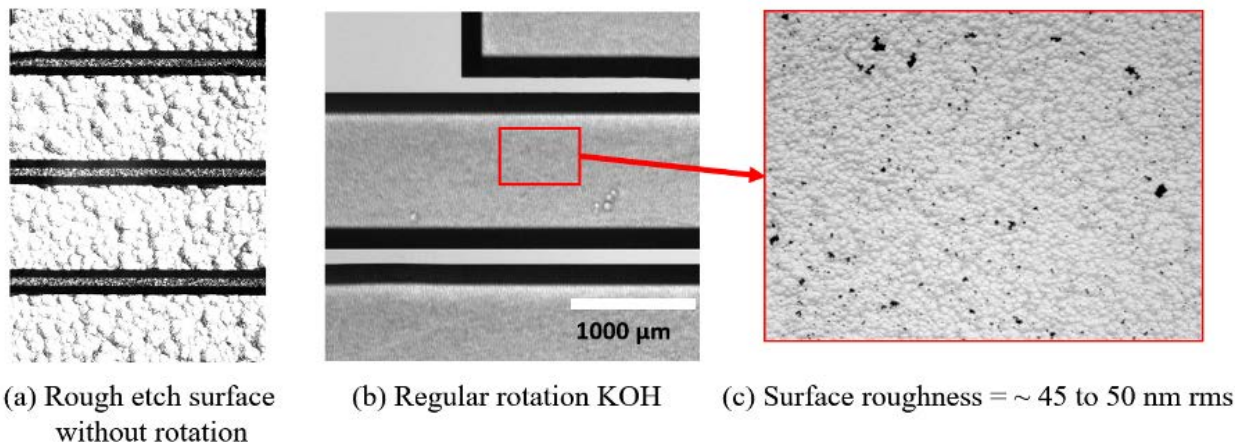 1000 µm
(a) Rough etch surface
without rotation
(b) Regular rotation KOH
(c) Surface roughness = ~ 45 to 50 nm rms